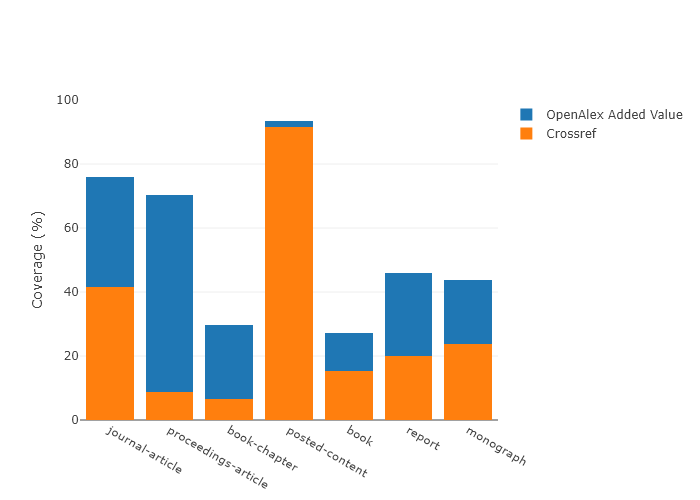 OpenAlex Added Value
Crossref
Coverage (%)
100
80
60
40
20
0
journal-article
proceedings-article
book-chapter
posted-content
book
report
monograph